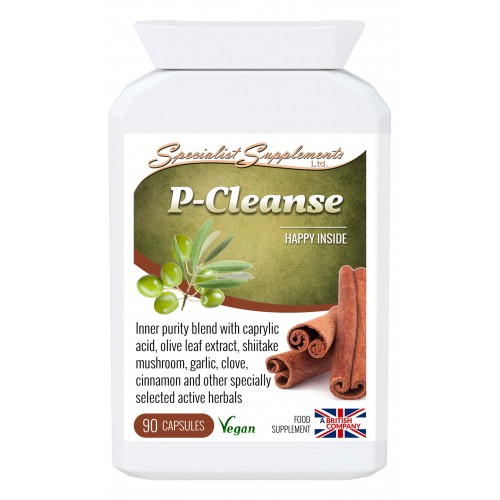 Specialist Supplements
Ltd.
P-Cleanse
HAPPY INSIDE
Inner purity blend with caprylic
acid, olive leaf extract, shiitake
mushroom, garlic, clove,
cinnamon and other specially
selected active herbals
90 CAPSULES
Vegan
FOOD
SUPPLEMENT
A BRITISH
COMPANY